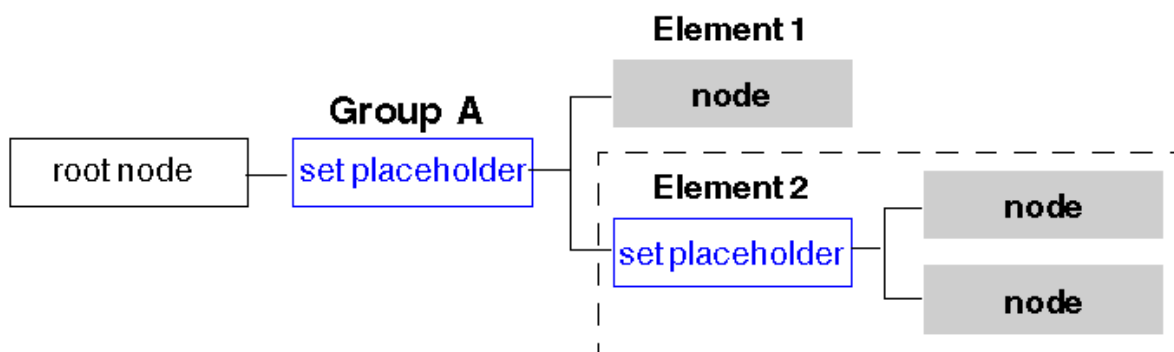 Element 1
node
Group A
root node
set placeholder
Element 2
set placeholder
node
node